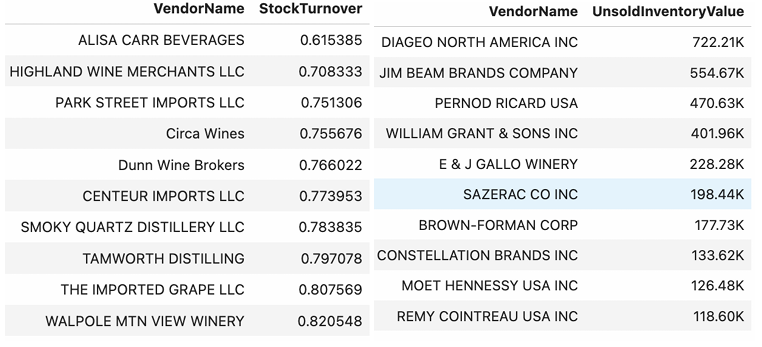 VendorName StockTurnover
ALISA CARR BEVERAGES 0.615385
HIGHLAND WINE MERCHANTS LLC 0.708333
PARK STREET IMPORTS LLC 0.751306
Circa Wines 0.755676
Dunn Wine Brokers 0.766022
CENTEUR IMPORTS LLC 0.773953
SMOKY QUARTZ DISTILLERY LLC 0.783835
TAMWORTH DISTILLING 0.797078
THE IMPORTED GRAPE LLC 0.807569
WALPOLE MTN VIEW WINERY 0.820548
VendorName UnsoldInventoryValue
DIAGEO NORTH AMERICA INC 722.21K
JIM BEAM BRANDS COMPANY 554.67K
PERNOD RICARD USA 470.63K
WILLIAM GRANT & SONS INC 401.96K
E & J GALLO WINERY 228.28K
SAZERAC CO INC 198.44K
BROWN-FORMAN CORP 177.73K
CONSTELLATION BRANDS INC 133.62K
MOET HENNESSY USA INC 126.48K
REMY COINTREAU USA INC 118.60K